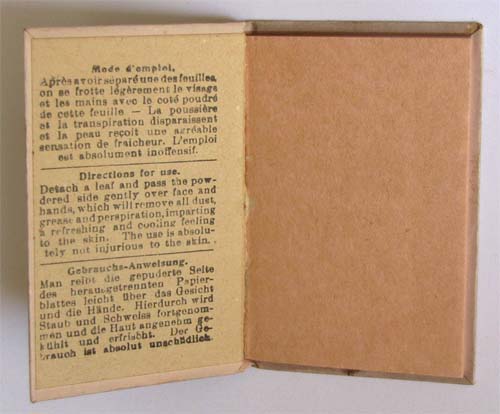 Mode d'emploi.
Après avoir séparé une des feuilles,
on se frotte légèrement le visage
et les mains avec le coté poudré
de cette feuille — La poussière
et la transpiration disparaissent
et la peau reçoit une agréable
sensation de fraicheur. L'emploi
est absolument inoffensif.
Directions for use.
Detach a leaf and pass the pow-
dered side gently over face and
hands, which will remove all dust,
grease and perspiration, imparting
a refreshing and cooling feeling
to the skin. The use is absolu-
tely not injurious to the skin.
Gebrauchs-Anweisung.
Man reibt die gepuderte Seite
des heraus-getrennten Papier-
blattes leicht über das Gesicht
und die Hände. Hierdurch wird
Staub und Schweiss fortgenom-
men und die Haut angenehm ge-
kühlt und erfrischt. Der Ge-
brauch ist absolut unschädlich.